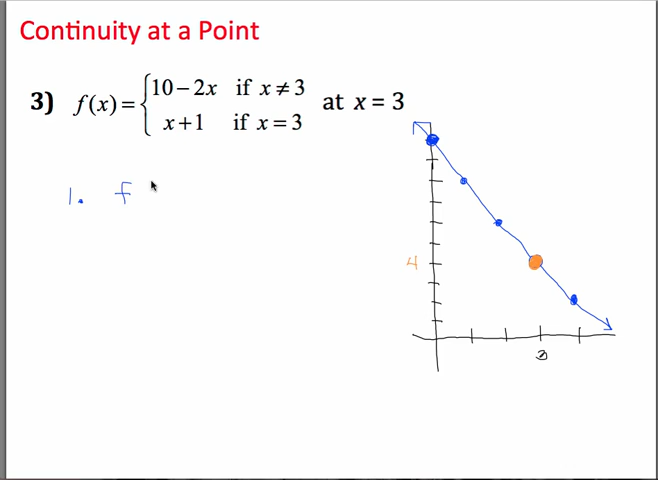 Continuity at a Point
3) f(x) = { 10 − 2x if x ≠ 3
x + 1 if x = 3
at x = 3
1. f
4
3